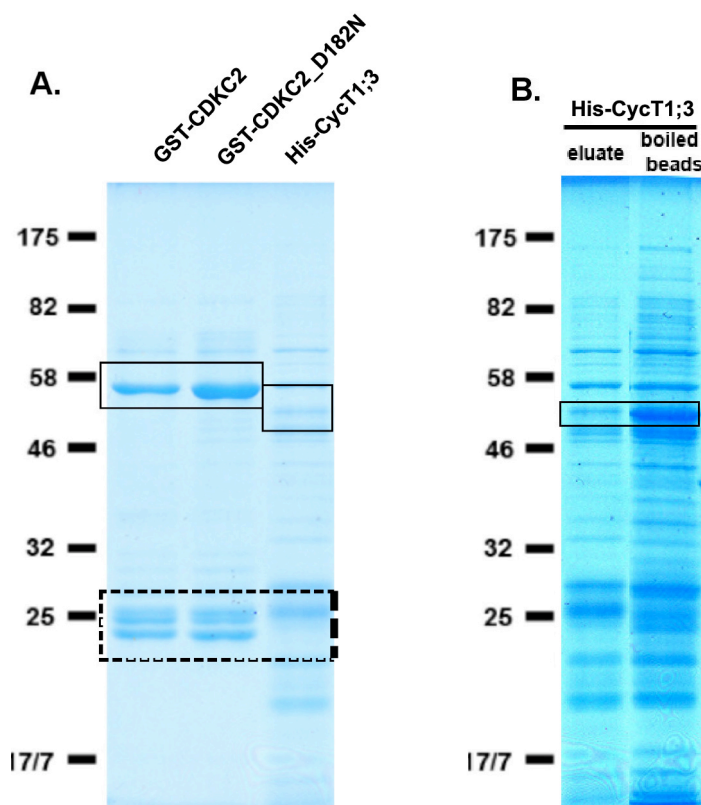 A.
GST-CDKC2
GST-CDKC2_D182N
His-CycT1;3
175
82
58
46
32
25
17/7
B.
His-CycT1;3
eluate
boiled
beads
175
82
58
46
32
25
17/7